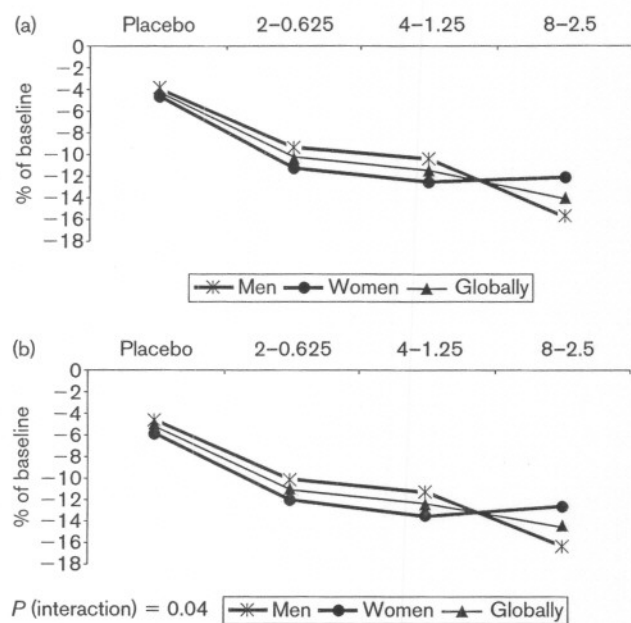 (a)
Placebo 2–0.625 4–1.25 8–2.5
% of baseline
0
−2
−4
−6
−8
−10
−12
−14
−16
−18
Men Women Globally
(b)
Placebo 2–0.625 4–1.25 8–2.5
% of baseline
0
−2
−4
−6
−8
−10
−12
−14
−16
−18
P (interaction) = 0.04 Men Women Globally